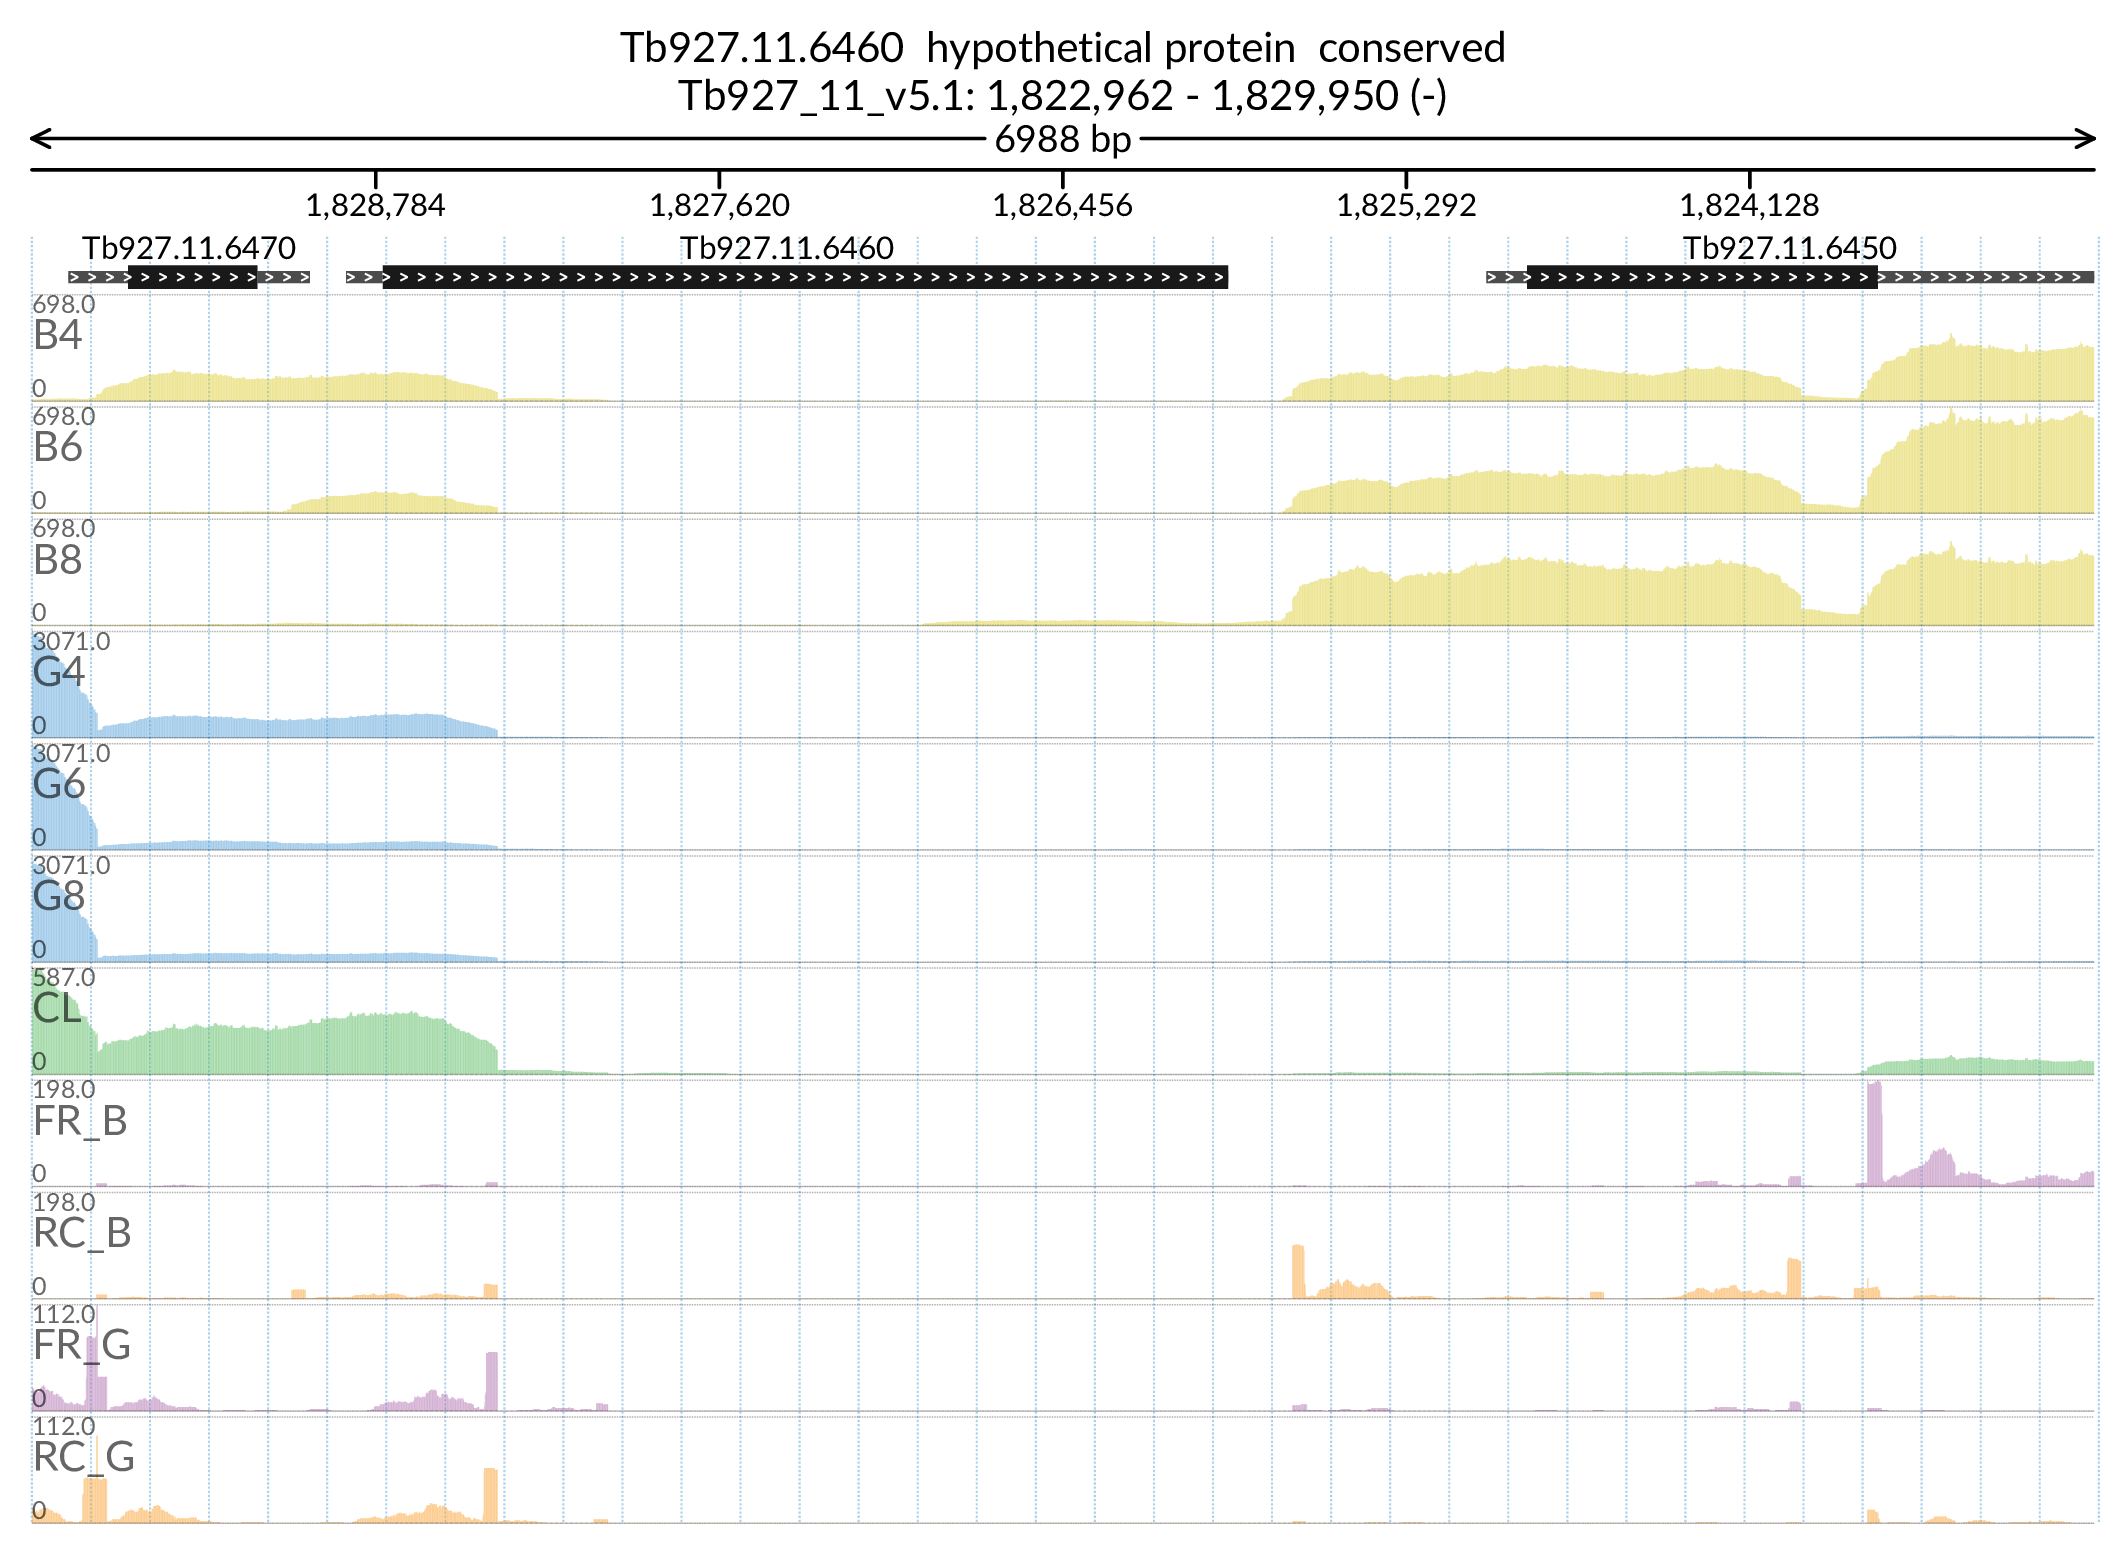 Tb927.11.6460  hypothetical protein  conserved
Tb927_11_v5.1: 1,822,962 - 1,829,950 (-)
6988 bp
1,828,784 1,827,620 1,826,456 1,825,292 1,824,128
Tb927.11.6470 Tb927.11.6460 Tb927.11.6450
698.0
B4
0
698.0
B6
0
698.0
B8
0
3071.0
G4
0
3071.0
G6
0
3071.0
G8
0
587.0
CL
0
198.0
FR_B
0
198.0
RC_B
0
112.0
FR_G
0
112.0
RC_G
0